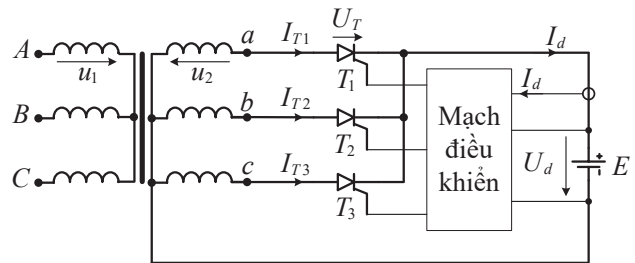 A
u1
u2
a
IT1
UT
Id
T1
Id
B
b
IT2
T2
Mạch
điều
khiển
Ud
+
-
E
C
c
IT3
T3